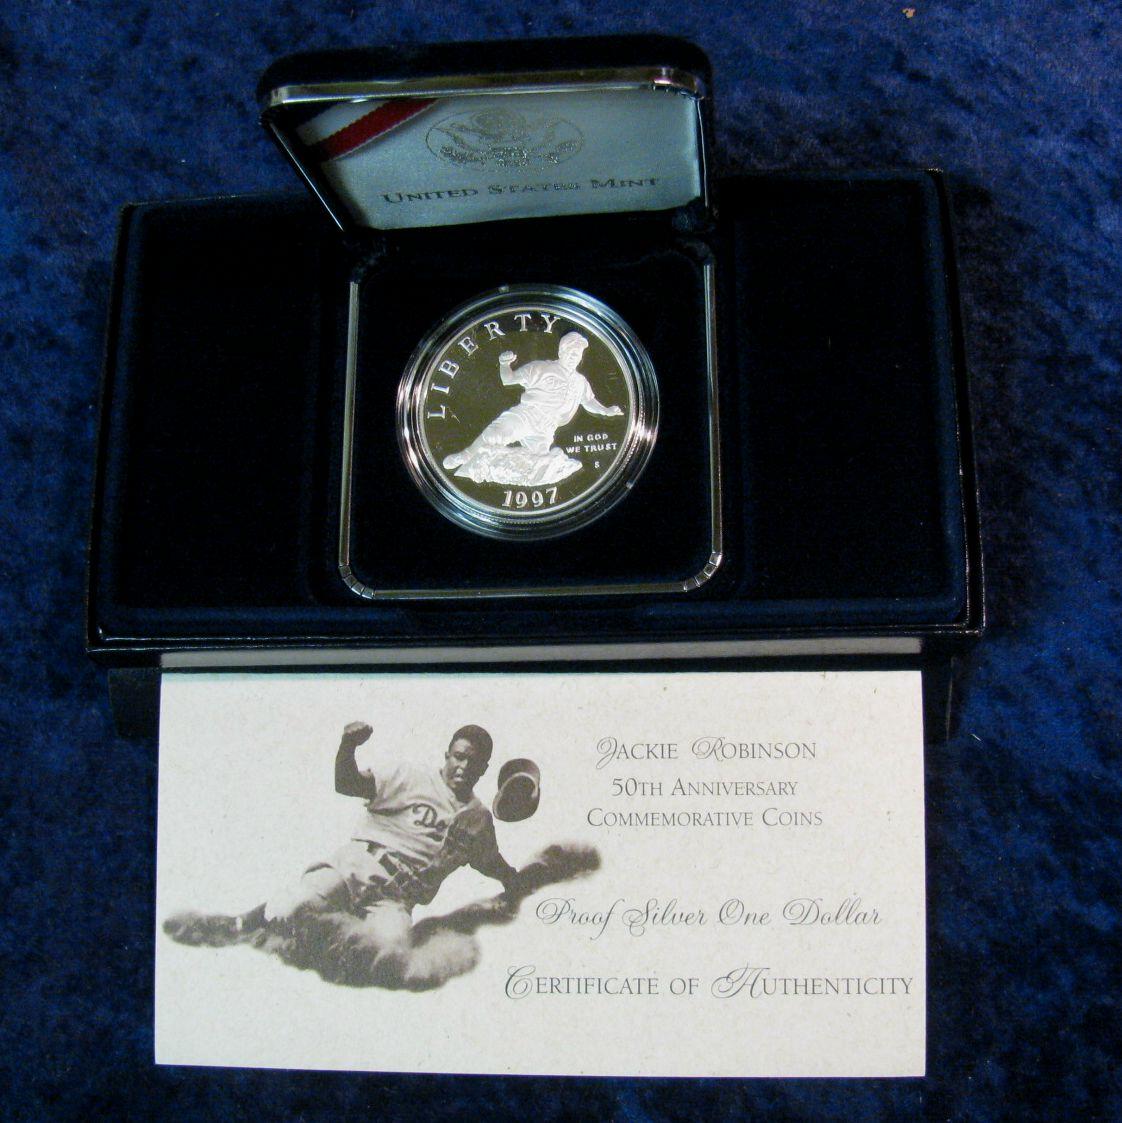 UNITED STATES MINT
LIBERTY
IN GOD
WE TRUST
S
1997
JACKIE ROBINSON
50TH ANNIVERSARY
COMMEMORATIVE COINS
Proof Silver One Dollar
CERTIFICATE OF AUTHENTICITY